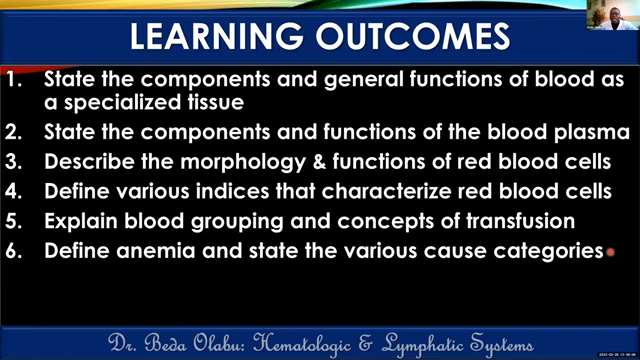 LEARNING OUTCOMES
1. State the components and general functions of blood as
a specialized tissue
2. State the components and functions of the blood plasma
3. Describe the morphology & functions of red blood cells
4. Define various indices that characterize red blood cells
5. Explain blood grouping and concepts of transfusion
6. Define anemia and state the various cause categories
Dr. Beda Olabu: Hematologic & Lymphatic Systems